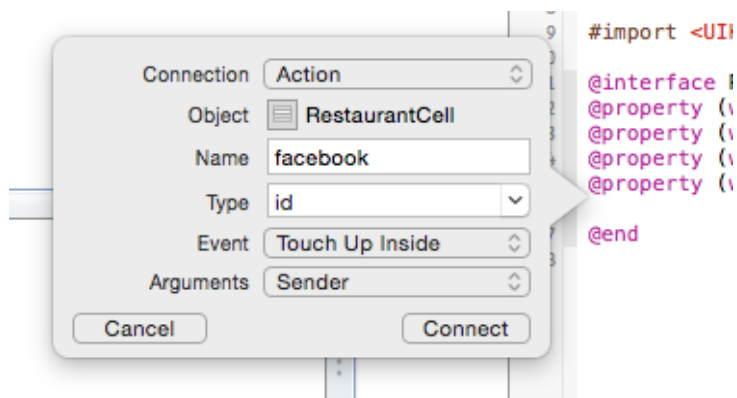 Connection Action
Object RestaurantCell
Name facebook
Type id
Event Touch Up Inside
Arguments Sender
Cancel Connect
9 #import <UI
@interface
@property (
@property (
@property (
@property (
@end